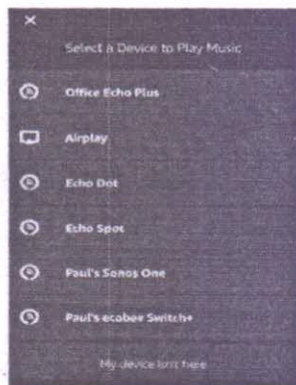 Select a Device to Play Music
Office Echo Plus
Airplay
Echo Dot
Echo Spot
Paul's Sonos One
Paul's ecobee Switch+
My device isn't here